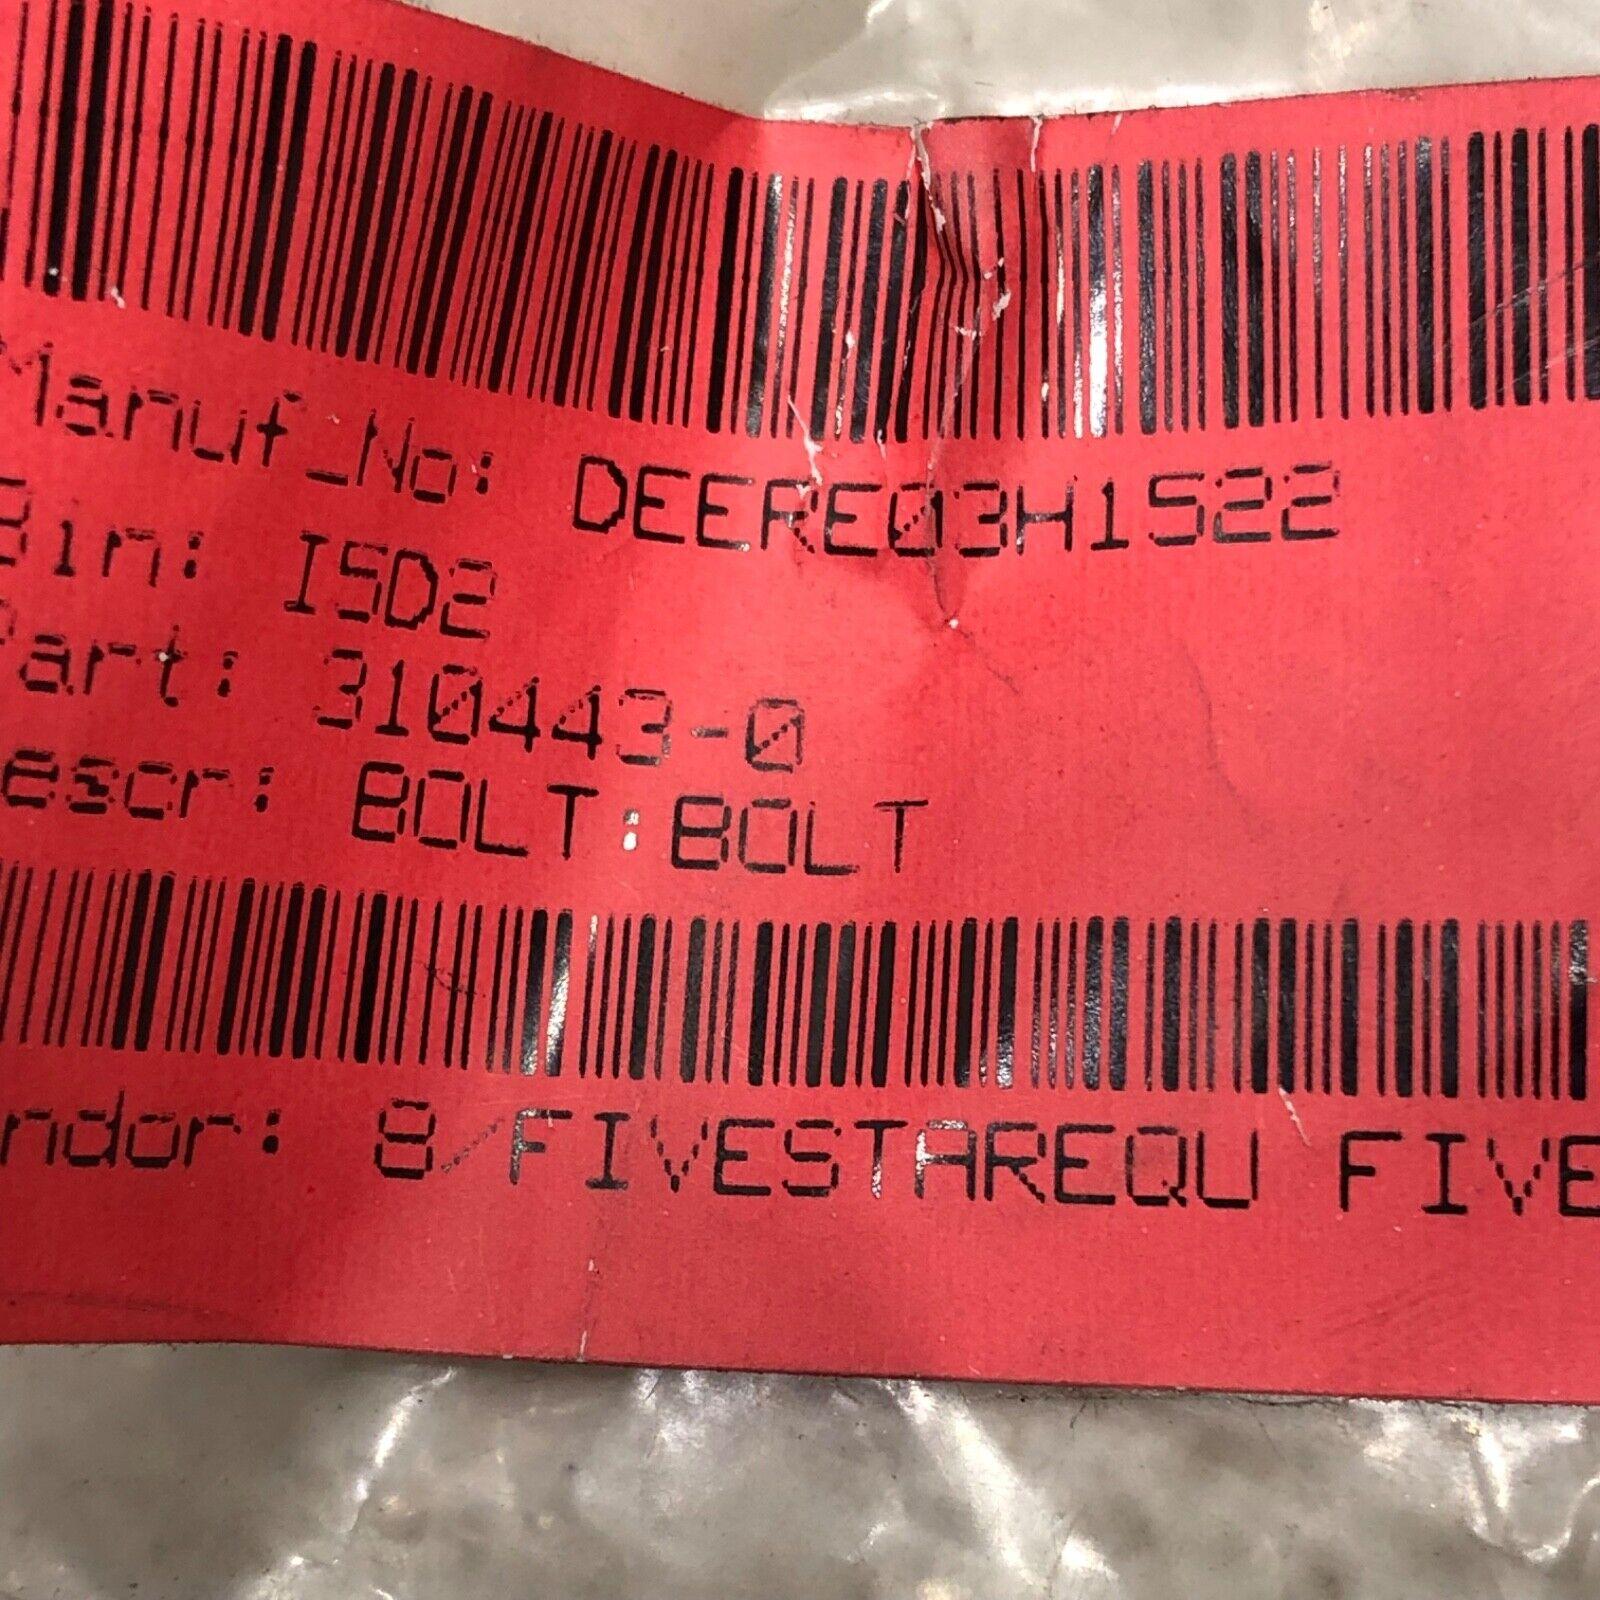 Manuf_No: DEERE03H1522
Bin: I5D2
Part: 310443-0
escr: BOLT:BOLT
ndor: 8/FIVESTAREQU FIVE